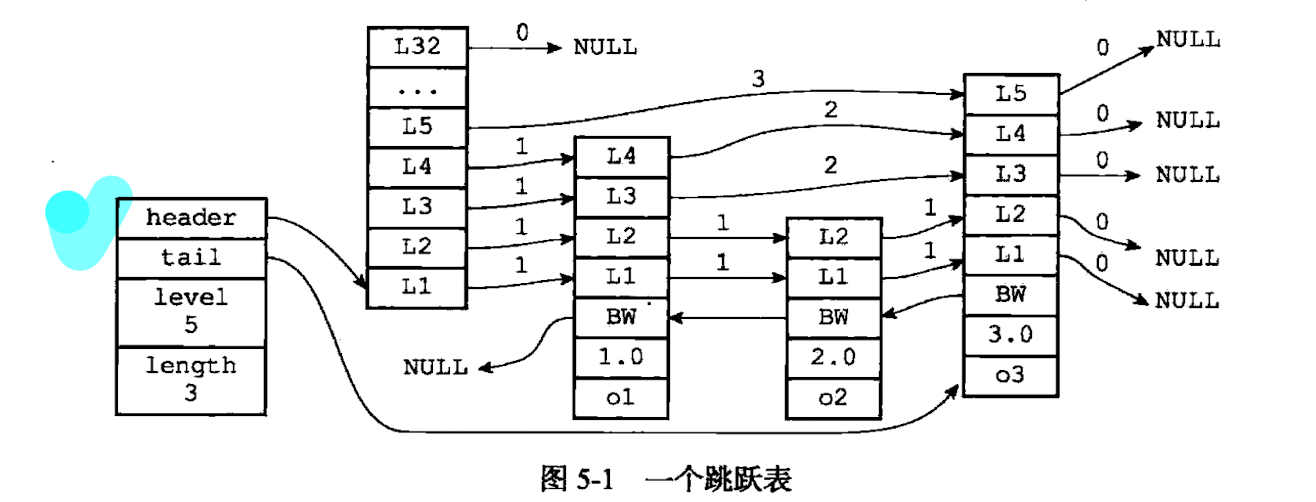 L32
0
NULL
...
L5
3
L4
1
L3
1
L2
1
L1
1
header
tail
level
5
length
3
L4
2
L3
2
L2
1
L1
1
BW
NULL
1.0
o1
L2
1
L1
1
BW
2.0
o2
L5
0
NULL
L4
0
NULL
L3
0
NULL
L2
0
NULL
L1
0
NULL
BW
3.0
o3
图 5-1 一个跳跃表